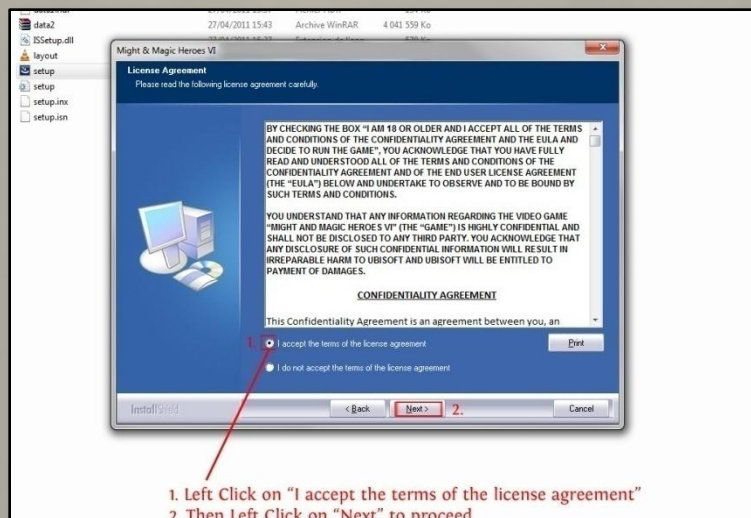 data2 27/04/2011 15:43 Archive WinRAR 4 041 559 Ko
ISSetup.dll
layout
setup
setup
setup.inx
setup.isn
Might & Magic Heroes VI
License Agreement
Please read the following license agreement carefully.
BY CHECKING THE BOX "I AM 18 OR OLDER AND I ACCEPT ALL OF THE TERMS
AND CONDITIONS OF THE CONFIDENTIALITY AGREEMENT AND THE EULA AND
DECIDE TO RUN THE GAME", YOU ACKNOWLEDGE THAT YOU HAVE FULLY
READ AND UNDERSTOOD ALL OF THE TERMS AND CONDITIONS OF THE
CONFIDENTIALITY AGREEMENT AND OF THE END USER LICENSE AGREEMENT
(THE "EULA") BELOW AND UNDERTAKE TO OBSERVE AND TO BE BOUND BY
SUCH TERMS AND CONDITIONS.
YOU UNDERSTAND THAT ANY INFORMATION REGARDING THE VIDEO GAME
"MIGHT AND MAGIC HEROES VI" (THE "GAME") IS HIGHLY CONFIDENTIAL AND
SHALL NOT BE DISCLOSED TO ANY THIRD PARTY. YOU ACKNOWLEDGE THAT
ANY DISCLOSURE OF SUCH CONFIDENTIAL INFORMATION WILL RESULT IN
IRREPARABLE HARM TO UBISOFT AND UBISOFT WILL BE ENTITLED TO
PAYMENT OF DAMAGES.
CONFIDENTIALITY AGREEMENT
This Confidentiality Agreement is an agreement between you, an
1. I accept the terms of the license agreement Print
I do not accept the terms of the license agreement
InstallShield < Back Next > 2. Cancel
1. Left Click on "I accept the terms of the license agreement"
2. Then Left Click on "Next" to proceed